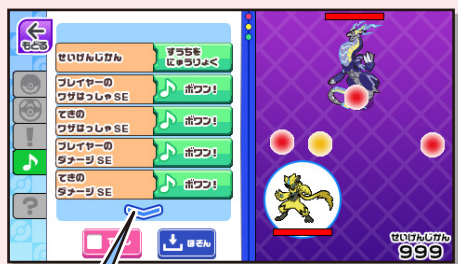 もどる
せいげんじかん
すうちを
にゅうりょく
プレイヤーの
ワザはっしゃSE
ポワン!
てきの
ワザはっしゃSE
ポワン!
プレイヤーの
ダメージSE
ポワン!
てきの
ダメージSE
ポワン!
ほぞん
せいげんじかん
999